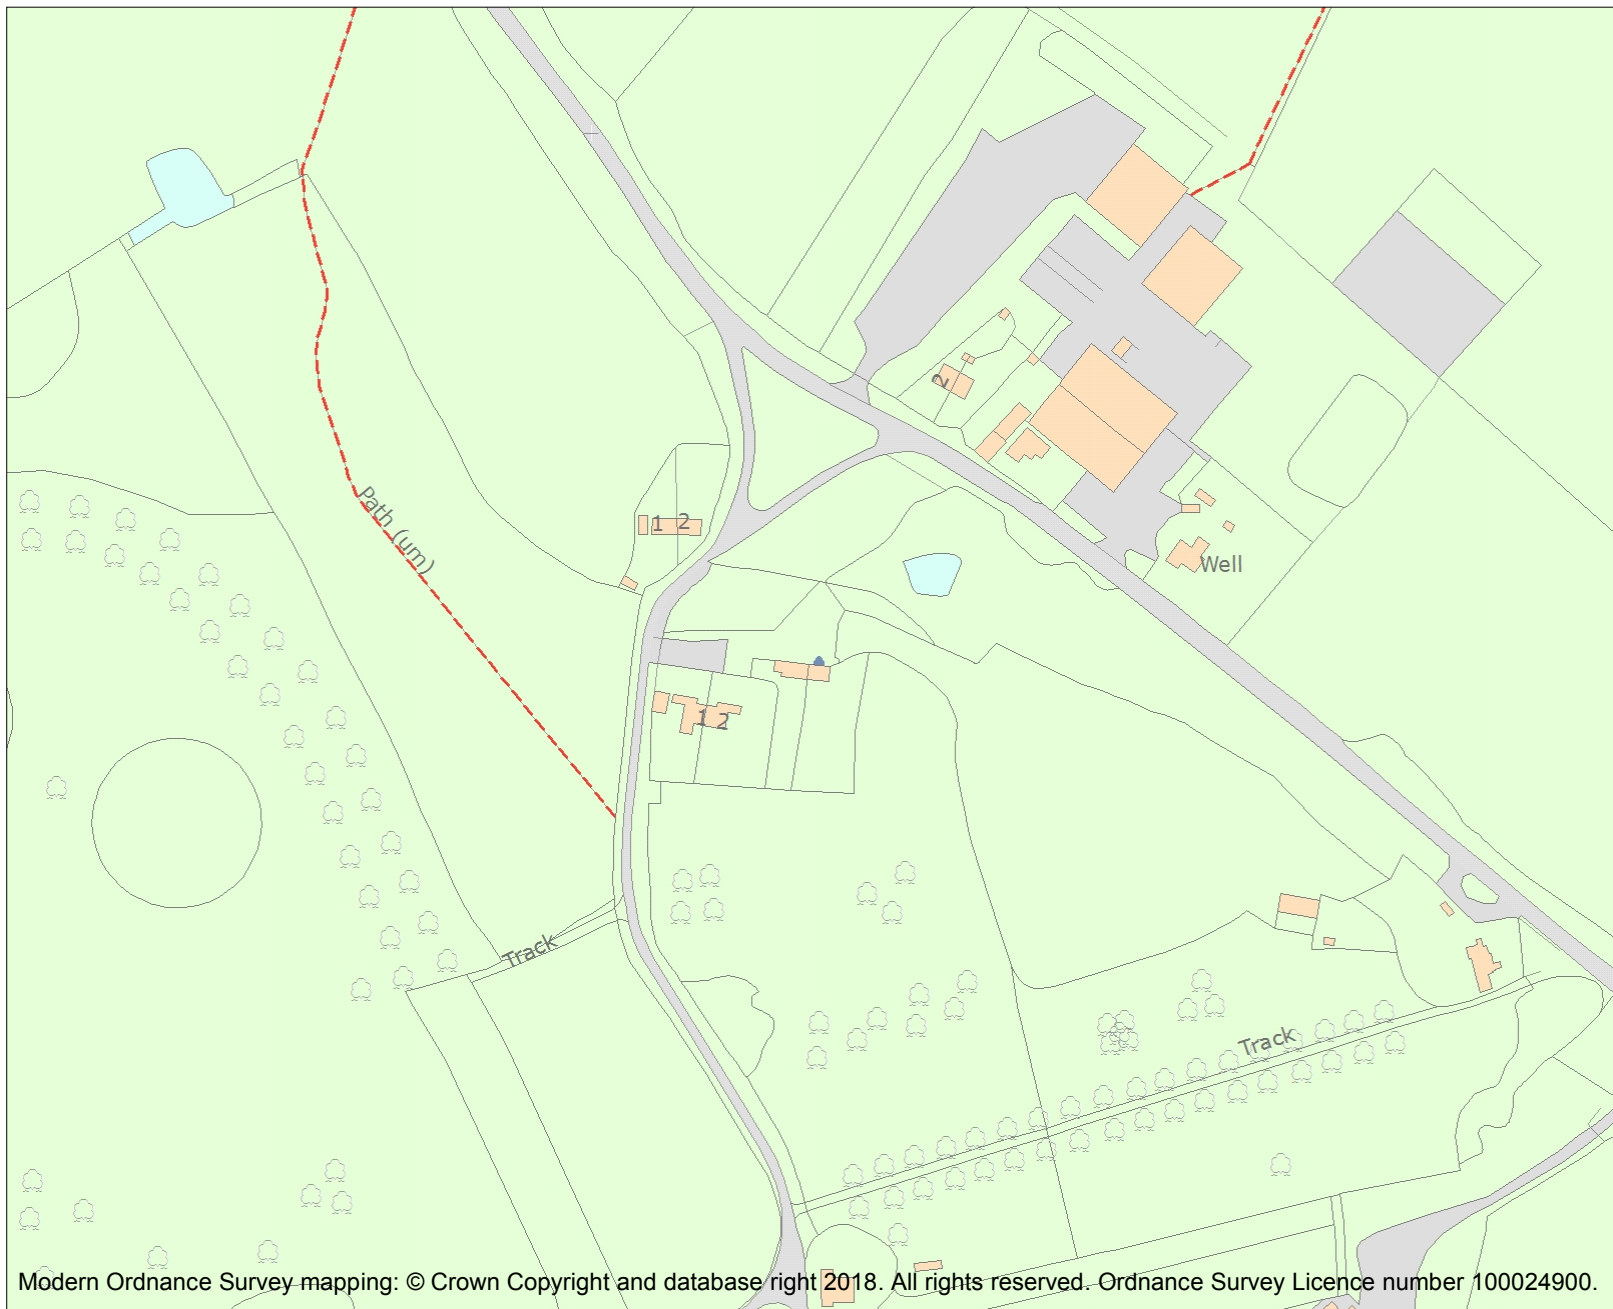 2
Path (um)
1 2
Well
1 2
Track
Track
Modern Ordnance Survey mapping: © Crown Copyright and database right 2018. All rights reserved. Ordnance Survey Licence number 100024900.